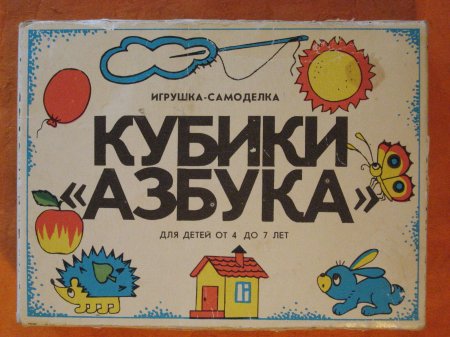 ИГРУШКА-САМОДЕЛКА
КУБИКИ
«АЗБУКА»
ДЛЯ ДЕТЕЙ ОТ 4 ДО 7 ЛЕТ